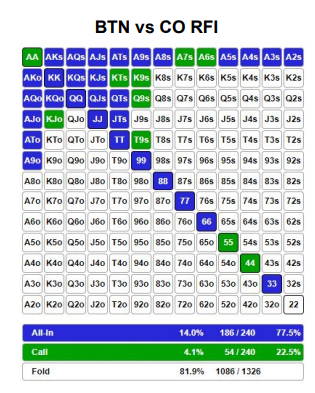 BTN vs CO RFI
AA AKs AQs AJs ATs A9s A8s A7s A6s A5s A4s A3s A2s
AKo KK KQs KJs KTs K9s K8s K7s K6s K5s K4s K3s K2s
AQo KQo QQ QJs QTs Q9s Q8s Q7s Q6s Q5s Q4s Q3s Q2s
AJo KJo QJo JJ JTs J9s J8s J7s J6s J5s J4s J3s J2s
ATo KTo QTo JTo TT T9s T8s T7s T6s T5s T4s T3s T2s
A9o K9o Q9o J9o T9o 99 98s 97s 96s 95s 94s 93s 92s
A8o K8o Q8o J8o T8o 98o 88 87s 86s 85s 84s 83s 82s
A7o K7o Q7o J7o T7o 97o 87o 77 76s 75s 74s 73s 72s
A6o K6o Q6o J6o T6o 96o 86o 76o 66 65s 64s 63s 62s
A5o K5o Q5o J5o T5o 95o 85o 75o 65o 55 54s 53s 52s
A4o K4o Q4o J4o T4o 94o 84o 74o 64o 54o 44 43s 42s
A3o K3o Q3o J3o T3o 93o 83o 73o 63o 53o 43o 33 32s
A2o K2o Q2o J2o T2o 92o 82o 72o 62o 52o 42o 32o 22
All-In 14.0% 186 / 240 77.5%
Call 4.1% 54 / 240 22.5%
Fold 81.9% 1086 / 1326